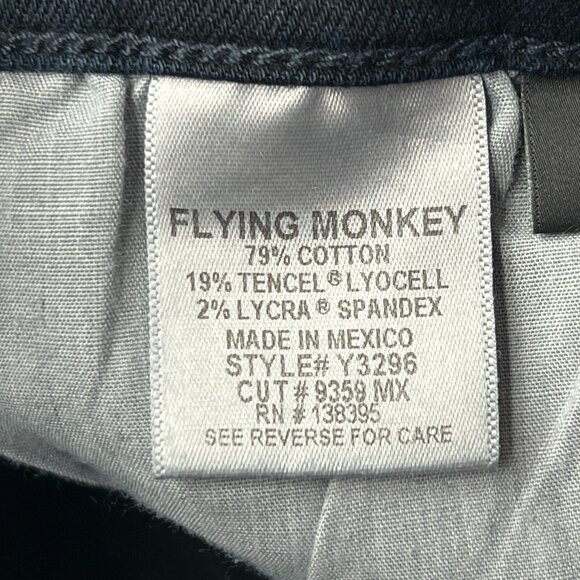 FLYING MONKEY
79% COTTON
19% TENCEL® LYOCELL
2% LYCRA® SPANDEX
MADE IN MEXICO
STYLE# Y3296
CUT # 9359 MX
RN # 138395
SEE REVERSE FOR CARE